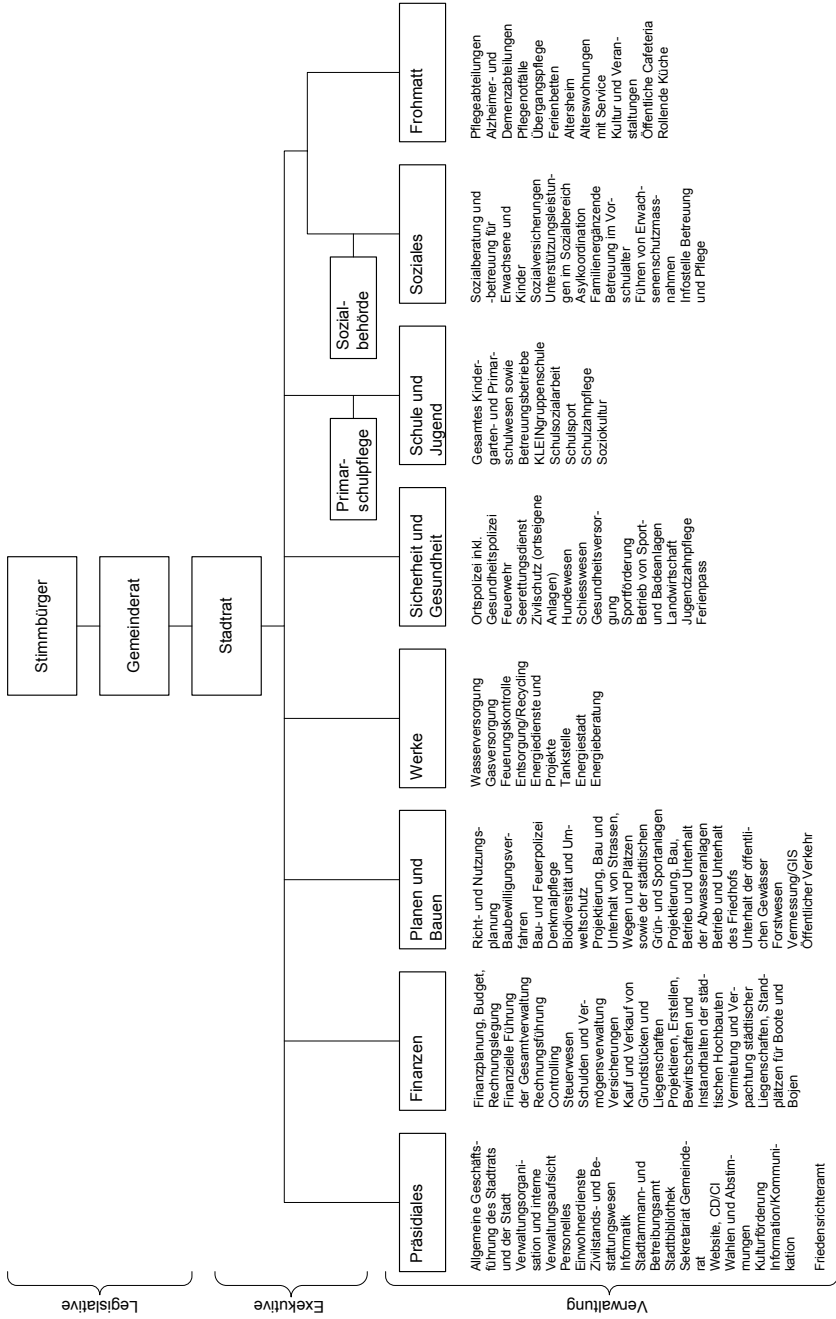 Legislative
Exekutive
Verwaltung
Stimmbürger
Gemeinderat
Stadtrat
Primar-
schulpflege
Sozial-
behörde
Präsidiales
Allgemeine Geschäfts-
führung des Stadtrats
und der Stadt
Verwaltungsorgani-
sation und interne
Verwaltungsaufsicht
Personelles
Einwohnerdienste
Zivilstands- und Be-
stattungswesen
Informatik
Stadtammann- und
Betreibungsamt
Stadtbibliothek
Sekretariat Gemeinde-
rat
Website, CD/CI
Wahlen und Abstim-
mungen
Kulturförderung
Information/Kommuni-
kation
Friedensrichteramt
Finanzen
Finanzplanung, Budget,
Rechnungslegung
Finanzielle Führung
der Gesamtverwaltung
Rechnungsführung
Controlling
Steuerwesen
Schulden und Ver-
mögensverwaltung
Versicherungen
Kauf und Verkauf von
Grundstücken und
Liegenschaften
Projektieren, Erstellen,
Bewirtschaften und
Instandhalten der städ-
tischen Hochbauten
Vermietung und Ver-
pachtung städtischer
Liegenschaften, Stand-
plätzen für Boote und
Bojen
Planen und
Bauen
Richt- und Nutzungs-
planung
Baubewilligungsver-
fahren
Bau- und Feuerpolizei
Denkmalpflege
Biodiversität und Um-
weltschutz
Projektierung, Bau und
Unterhalt von Strassen,
Wegen und Plätzen
sowie der städtischen
Grün- und Sportanlagen
Projektierung, Bau,
Betrieb und Unterhalt
der Abwasseranlagen
Betrieb und Unterhalt
des Friedhofs
Unterhalt der öffentli-
chen Gewässer
Forstwesen
Vermessung/GIS
Öffentlicher Verkehr
Werke
Wasserversorgung
Gasversorgung
Feuerungskontrolle
Entsorgung/Recycling
Energiedienste und
Projekte
Tankstelle
Energiestadt
Energieberatung
Sicherheit und
Gesundheit
Ortspolizei inkl.
Gesundheitspolizei
Feuerwehr
Seerettungsdienst
Zivilschutz (ortseigene
Anlagen)
Hundewesen
Schiesswesen
Gesundheitsversor-
gung
Sportförderung
Betrieb von Sport-
und Badeanlagen
Landwirtschaft
Jugendzahnpflege
Ferienpass
Schule und
Jugend
Gesamtes Kinder-
garten- und Primar-
schulwesen sowie
Betreuungsbetriebe
KLEINgruppenschule
Schulsozialarbeit
Schulsport
Schulzahnpflege
Soziokultur
Soziales
Sozialberatung und
-betreuung für
Erwachsene und
Kinder
Sozialversicherungen
Unterstützungsleistun-
gen im Sozialbereich
Asylkoordination
Familienergänzende
Betreuung im Vor-
schulalter
Führen von Erwach-
senenschutzmass-
nahmen
Infostelle Betreuung
und Pflege
Frohmatt
Pflegeabteilungen
Alzheimer- und
Demenzabteilungen
Pflegenotfälle
Übergangspflege
Ferienbetten
Altersheim
Alterswohnungen
mit Service
Kultur und Veran-
staltungen
Öffentliche Cafeteria
Rollende Küche